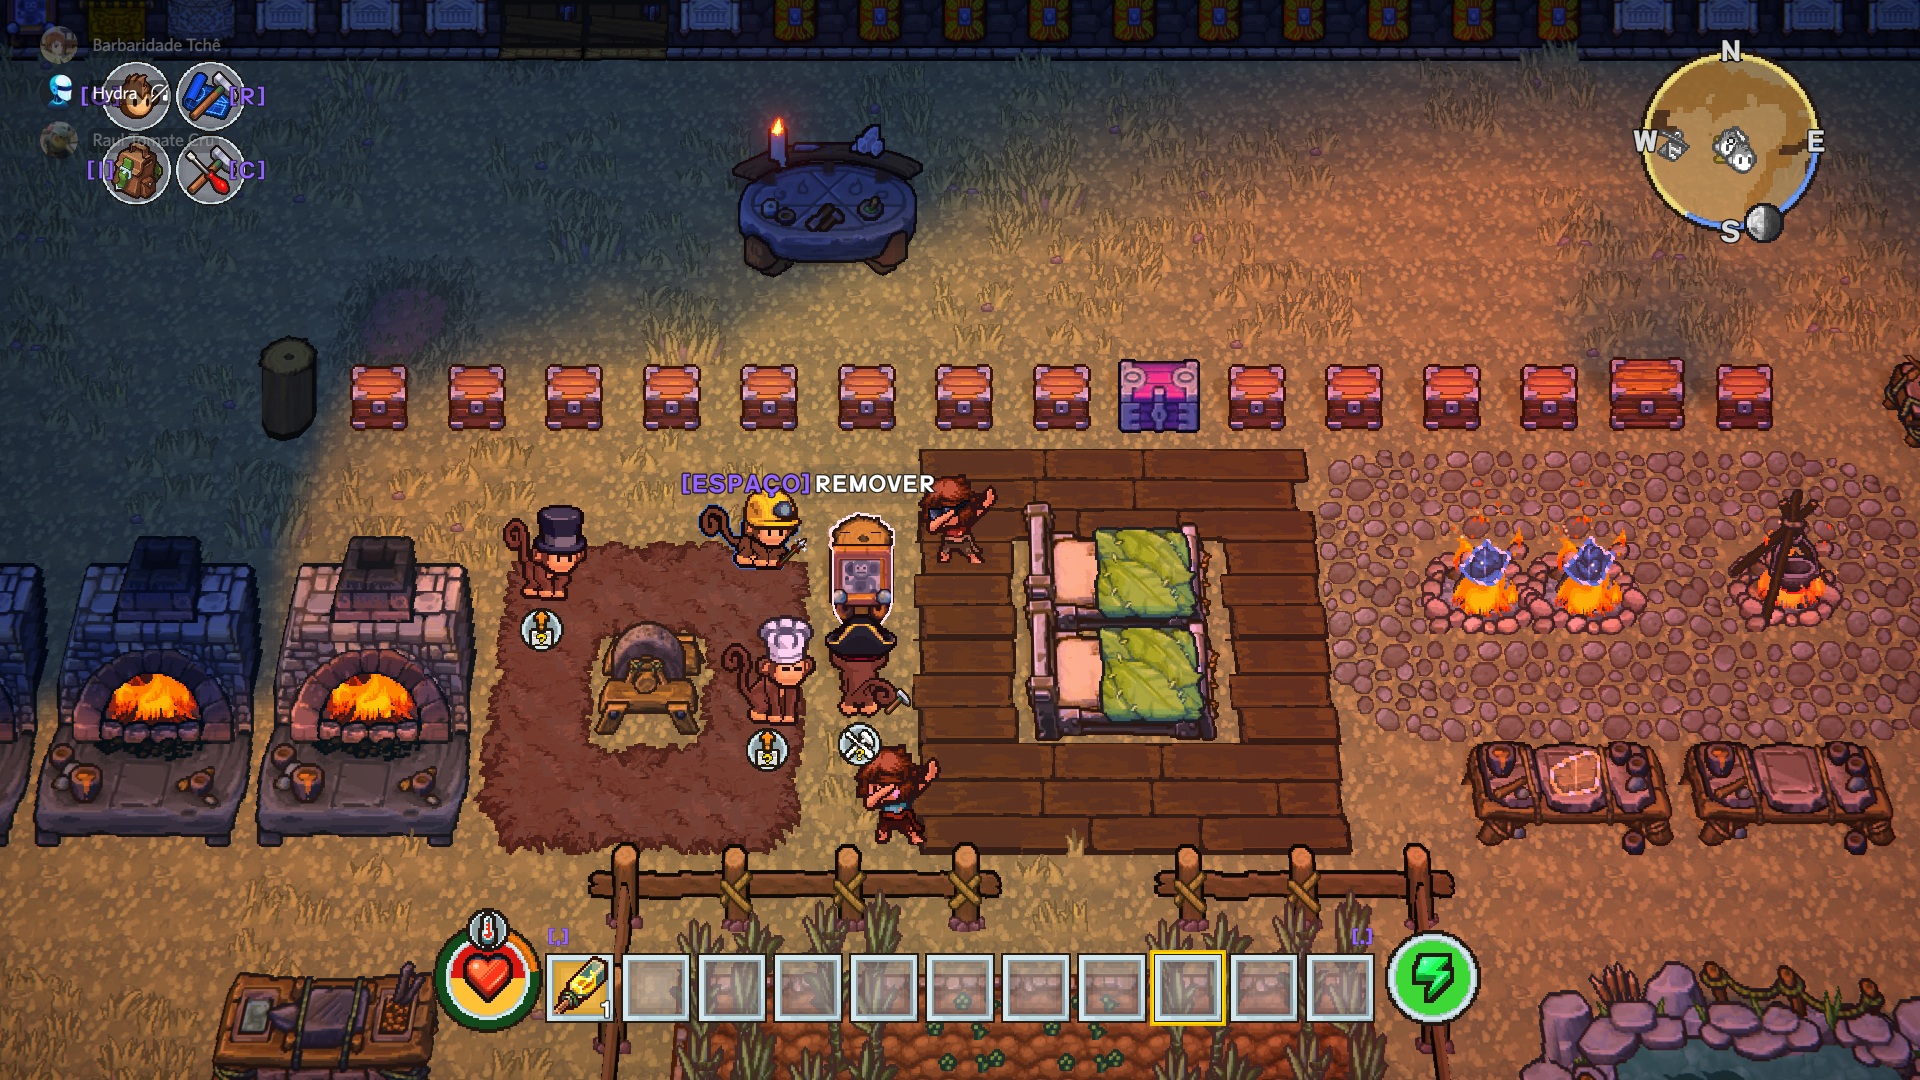 Barbaridade Tchê
Hydra
[R]
Raul Tomate Cru
[I]
[C]
N
W
E
S
[ESPAÇO] REMOVER
[,]
[.]
1